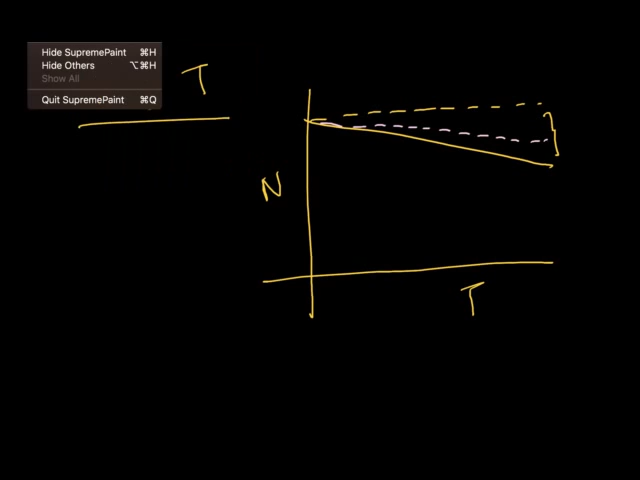 Hide SupremePaint ⌘H
Hide Others ⌥⌘H
Show All
Quit SupremePaint ⌘Q
T
N
T